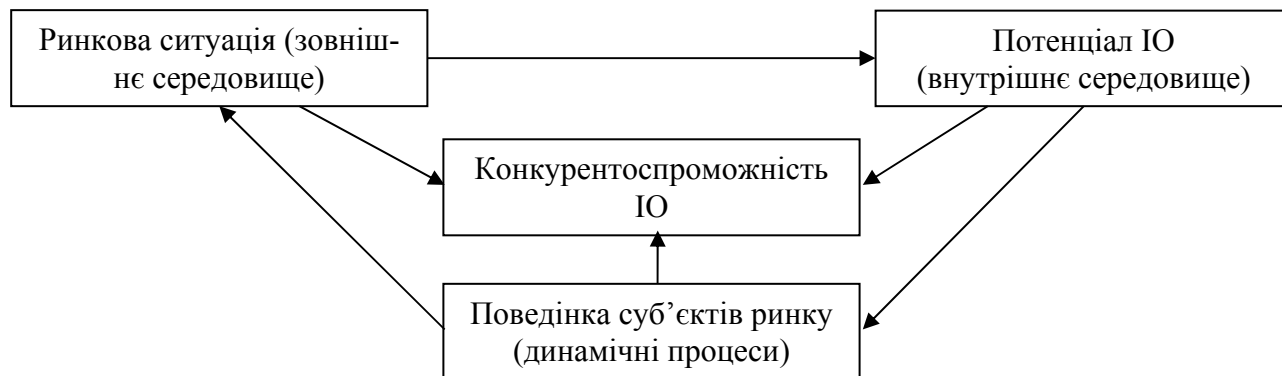 Ринкова ситуація (зовніш-
нє середовище)
Потенціал ІО
(внутрішнє середовище)
Конкурентоспроможність
ІО
Поведінка суб’єктів ринку
(динамічні процеси)